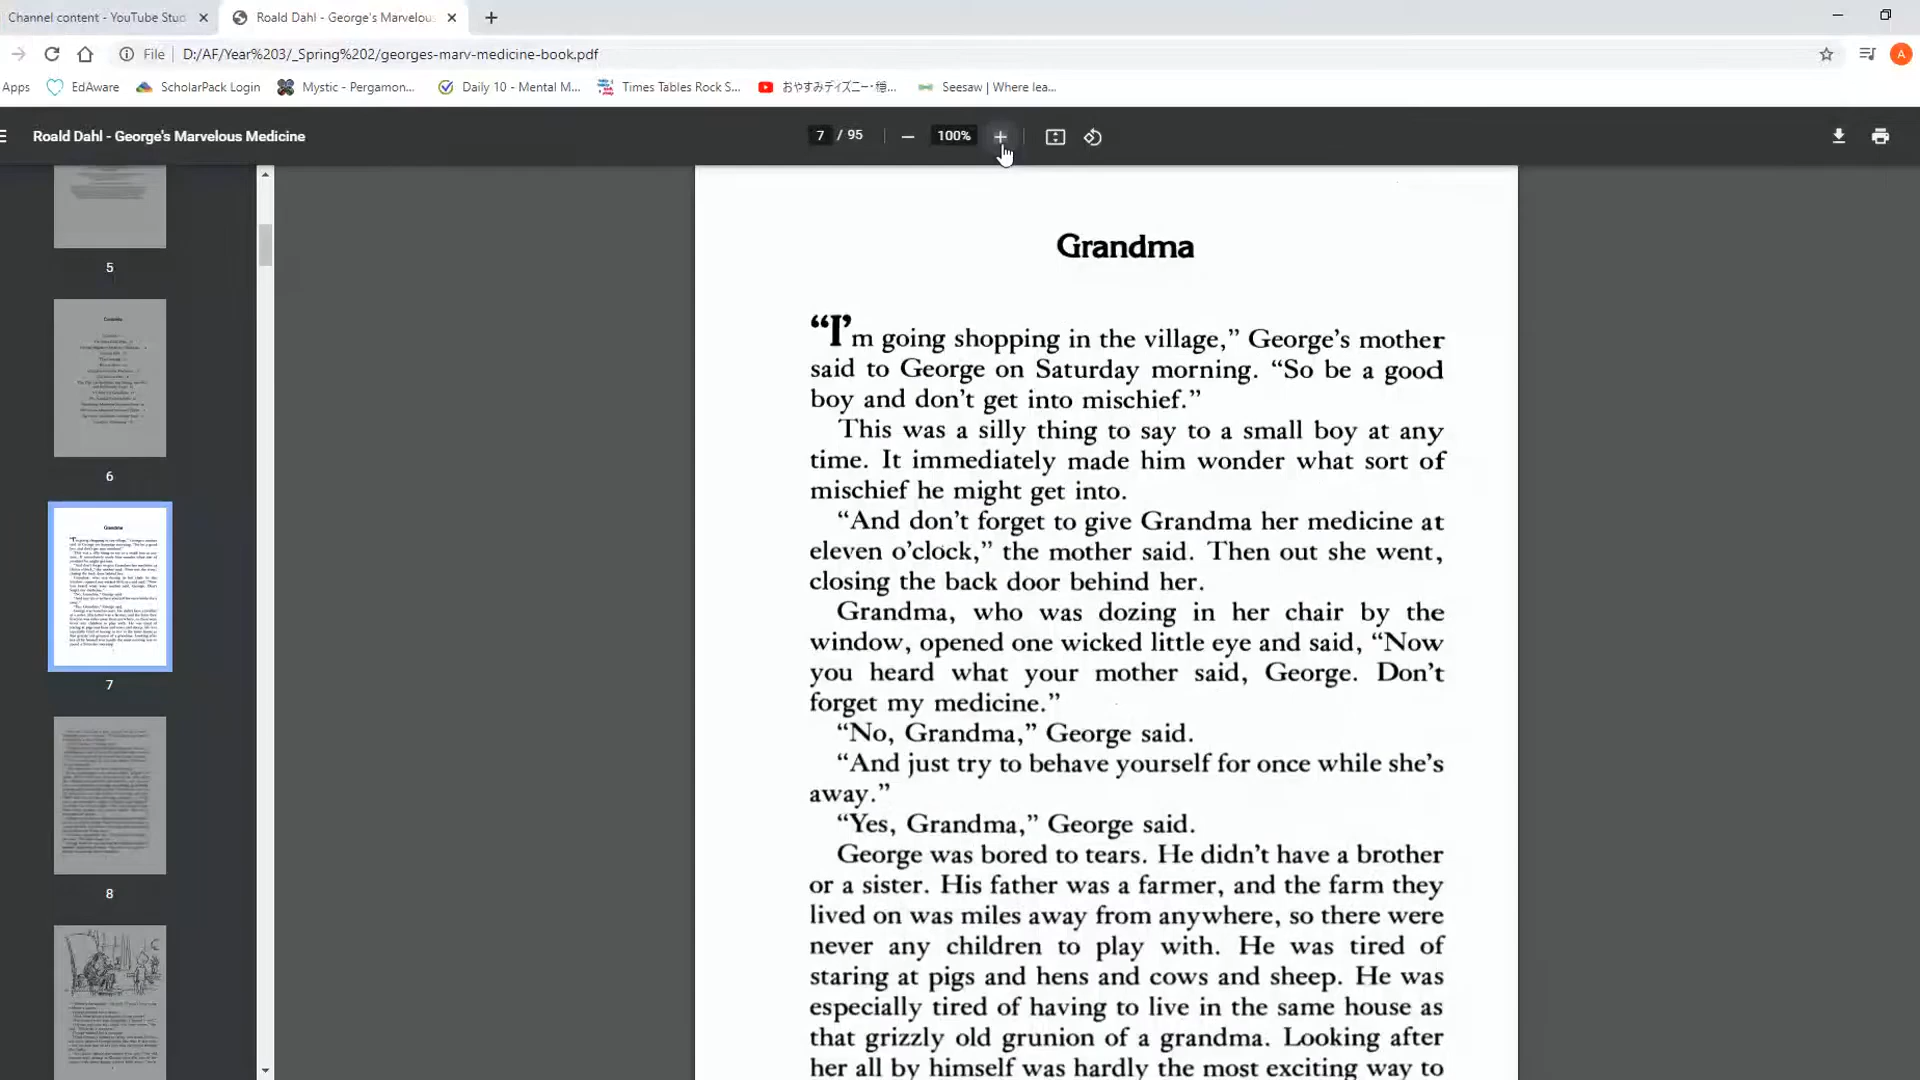 Channel content - YouTube Stud
Roald Dahl - George's Marvelous
File
D:/AF/Year%203/_Spring%202/georges-marv-medicine-book.pdf
A
Apps
EdAware
ScholarPack Login
Mystic - Pergamon...
Daily 10 - Mental M...
Times Tables Rock S...
おやすみディズニー・穏...
Seesaw | Where lea...
Roald Dahl - George's Marvelous Medicine
7 / 95
100%
5
6
Grandma
7
8
Grandma
“I’m going shopping in the village,” George’s mother
said to George on Saturday morning. “So be a good
boy and don’t get into mischief.”
This was a silly thing to say to a small boy at any
time. It immediately made him wonder what sort of
mischief he might get into.
“And don’t forget to give Grandma her medicine at
eleven o’clock,” the mother said. Then out she went,
closing the back door behind her.
Grandma, who was dozing in her chair by the
window, opened one wicked little eye and said, “Now
you heard what your mother said, George. Don’t
forget my medicine.”
“No, Grandma,” George said.
“And just try to behave yourself for once while she’s
away.”
“Yes, Grandma,” George said.
George was bored to tears. He didn’t have a brother
or a sister. His father was a farmer, and the farm they
lived on was miles away from anywhere, so there were
never any children to play with. He was tired of
staring at pigs and hens and cows and sheep. He was
especially tired of having to live in the same house as
that grizzly old grunion of a grandma. Looking after
her all by himself was hardly the most exciting way to